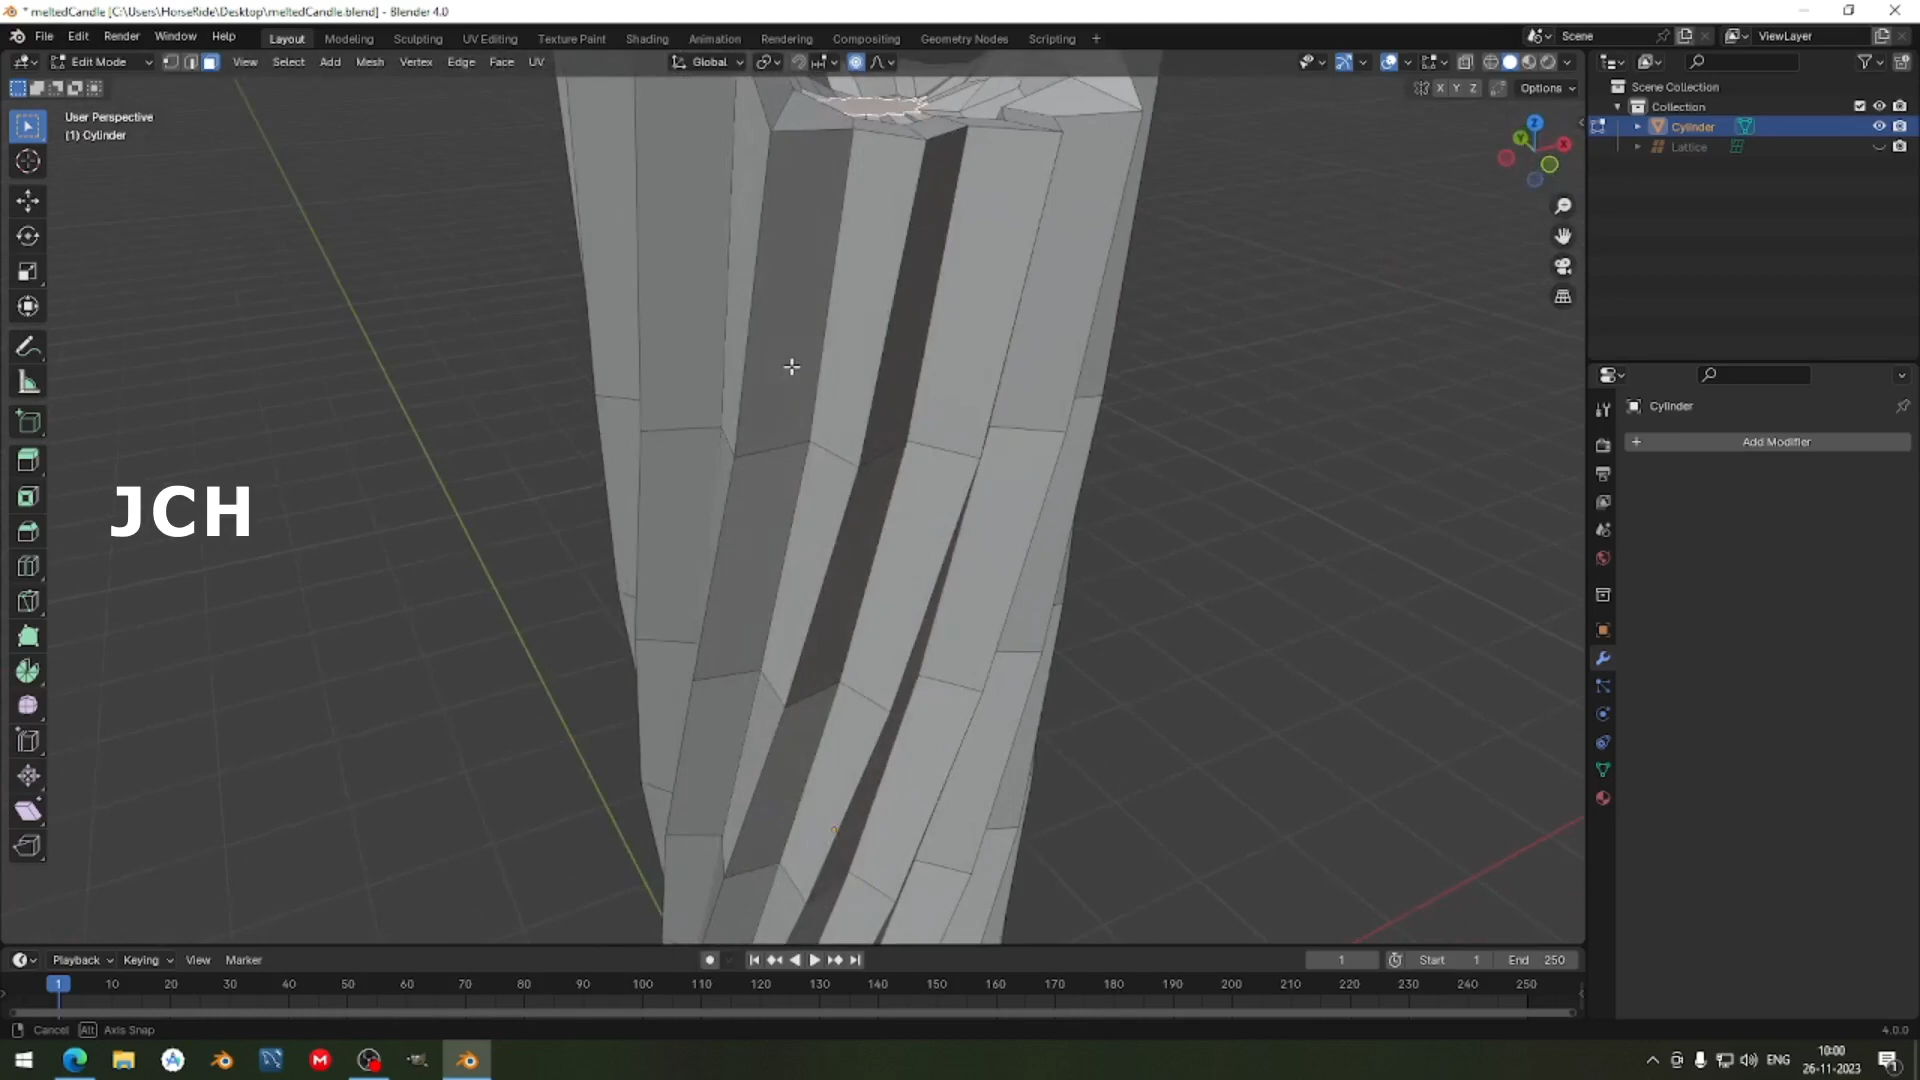 * meltedCandle [C:\Users\HorseRide\Desktop\meltedCandle.blend] - Blender 4.0
File Edit Render Window Help Layout Modeling Sculpting UV Editing Texture Paint Shading Animation Rendering Compositing Geometry Nodes Scripting + Scene ViewLayer
Edit Mode View Select Add Mesh Vertex Edge Face UV Global
X Y Z Options
User Perspective
(1) Cylinder
Z
Y
X
Scene Collection
Collection
Cylinder
Lattice
Cylinder
+ Add Modifier
JCH
Playback Keying View Marker 1 Start 1 End 250
1 10 20 30 40 50 60 70 80 90 100 110 120 130 140 150 160 170 180 190 200 210 220 230 240 250
Cancel Alt Axis Snap 4.0.0
ENG
10:00
26-11-2023
1